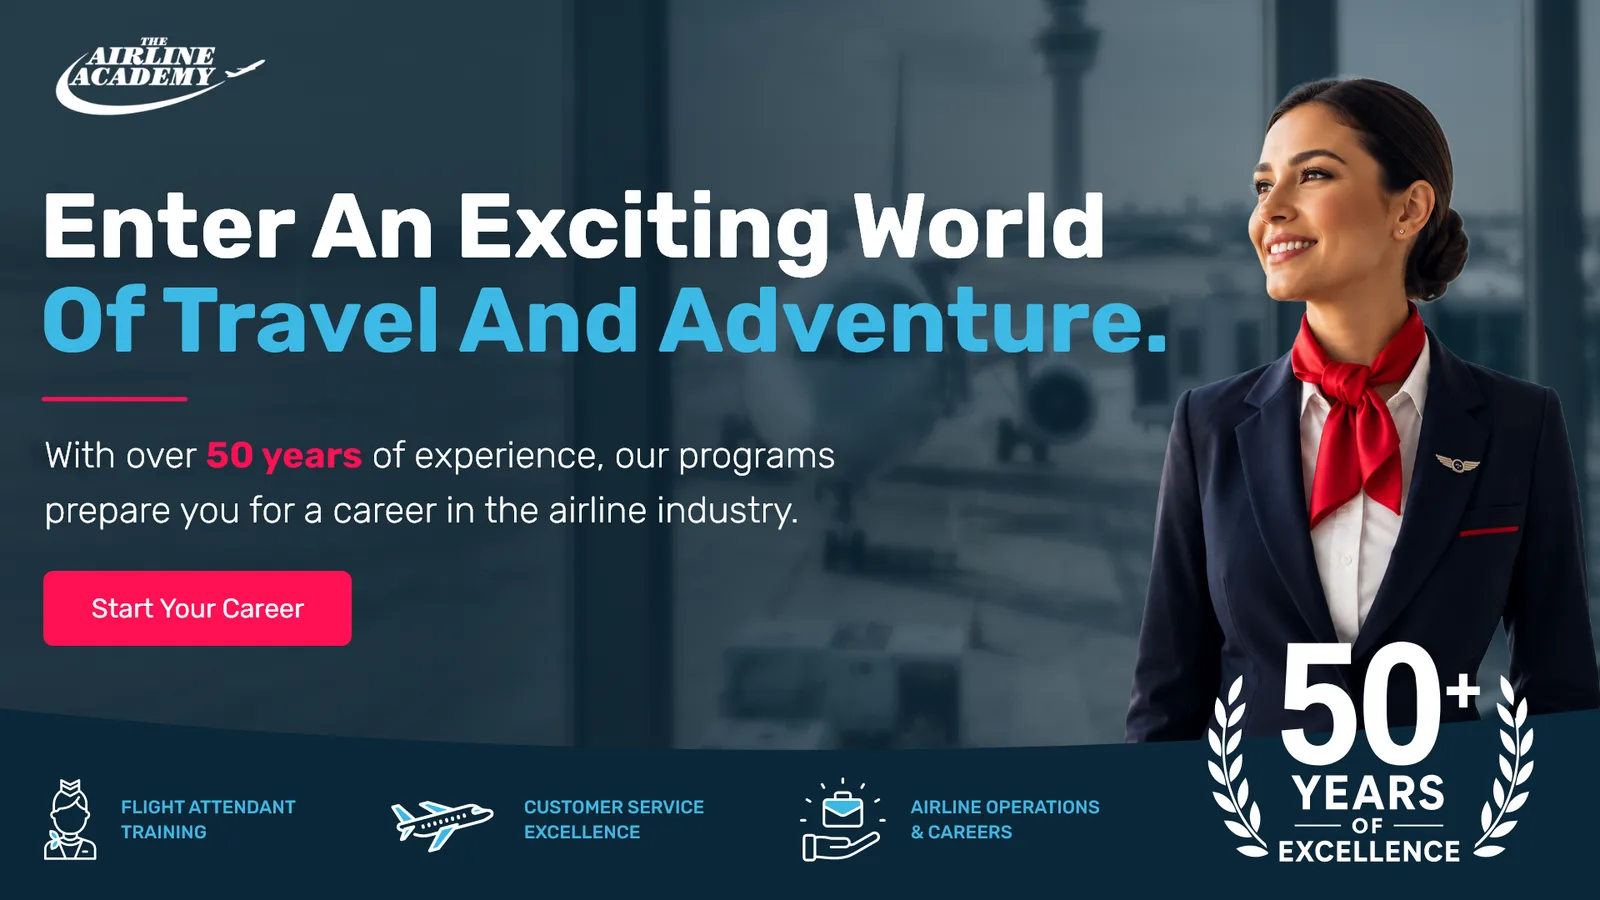 THE
AIRLINE
ACADEMY
Enter An Exciting World
Of Travel And Adventure.
With over 50 years of experience, our programs
prepare you for a career in the airline industry.
Start Your Career
FLIGHT ATTENDANT
TRAINING
CUSTOMER SERVICE
EXCELLENCE
AIRLINE OPERATIONS
& CAREERS
50+
YEARS
OF
EXCELLENCE